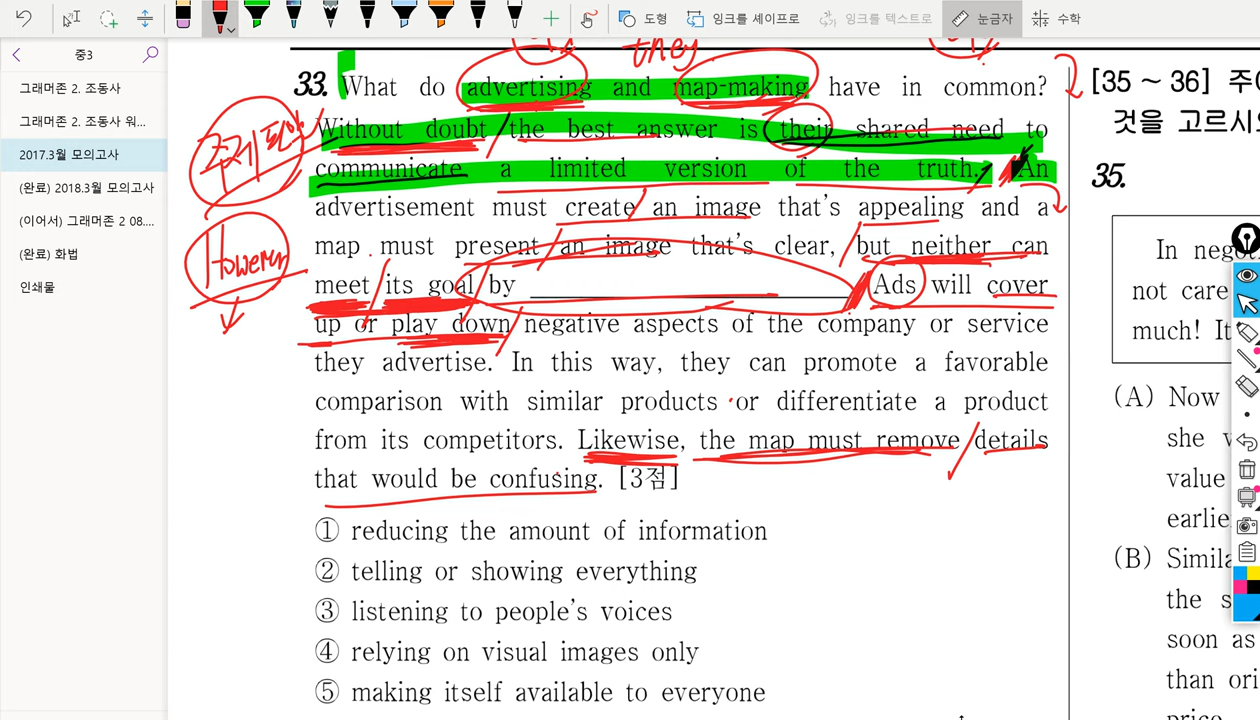 도형
잉크를 셰이프로
잉크를 텍스트로
눈금자
수학
중3
그래머존 2. 조동사
그래머존 2. 조동사 워...
2017.3월 모의고사
(완료) 2018.3월 모의고사
(이어서) 그래머존 2 08....
(완료) 화법
인쇄물
they
33. What do advertising and map-making have in common?
Without doubt the best answer is their shared need to
communicate a limited version of the truth. An
advertisement must create an image that's appealing and a
map must present an image that's clear, but neither can
meet its goal by ____________. Ads will cover
up or play down negative aspects of the company or service
they advertise. In this way, they can promote a favorable
comparison with similar products or differentiate a product
from its competitors. Likewise, the map must remove details
that would be confusing. [3점]
① reducing the amount of information
② telling or showing everything
③ listening to people's voices
④ relying on visual images only
⑤ making itself available to everyone
However
[35 ~ 36] 주어
것을 고르시오
35.
In nego
not care
much! It
(A) Now
she
value
earlie
(B) Simila
the s
soon as
than ori
price